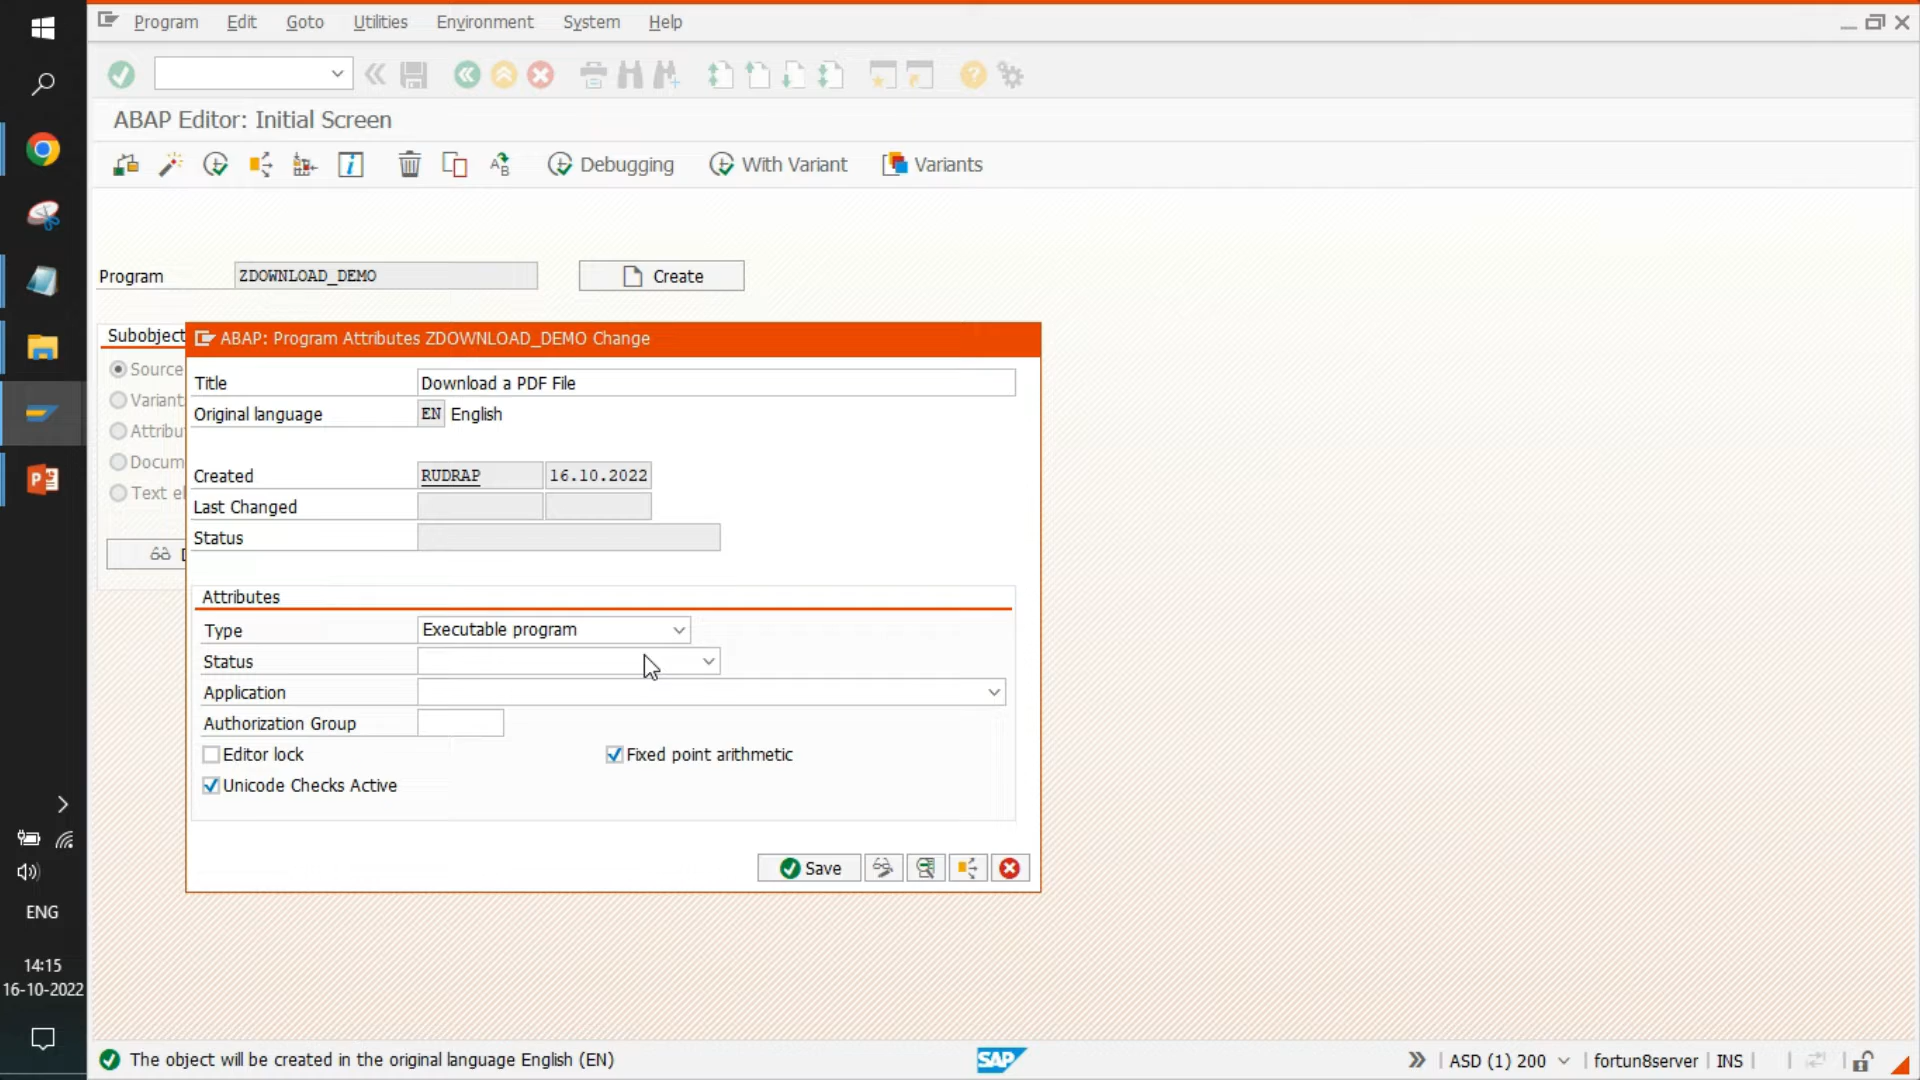 Program Edit Goto Utilities Environment System Help
ABAP Editor: Initial Screen
Debugging With Variant Variants
Program ZDOWNLOAD_DEMO Create
Subobject
ABAP: Program Attributes ZDOWNLOAD_DEMO Change
Source
Title Download a PDF File
Variant
Original language EN English
Attribu
Docum
Created RUDRAP 16.10.2022
Text el
Last Changed
Status
Attributes
Type Executable program
Status
Application
Authorization Group
Editor lock Fixed point arithmetic
Unicode Checks Active
Save
ENG
14:15
16-10-2022
The object will be created in the original language English (EN) SAP ASD (1) 200 fortun8server INS